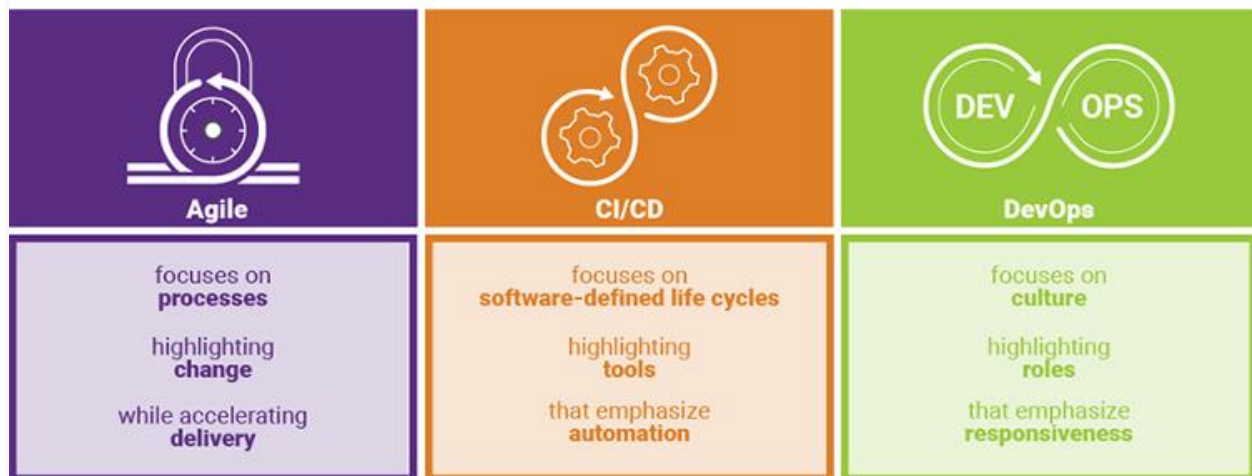 DEV OPS
Agile
CI/CD
DevOps
focuses on
processes
highlighting
change
while accelerating
delivery
focuses on
software-defined life cycles
highlighting
tools
that emphasize
automation
focuses on
culture
highlighting
roles
that emphasize
responsiveness